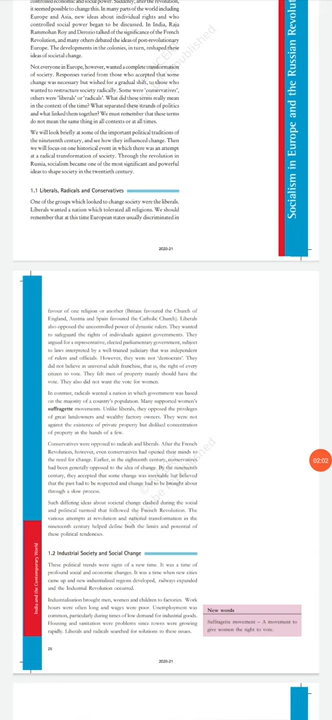 controlled economic and social power. Suddenly, after the revolution,
it seemed possible to change this. In many parts of the world including
Europe and Asia, new ideas about individual rights and who
controlled social power began to be discussed. In India, Raja
Rammohan Roy and Derozio talked of the significance of the French
Revolution, and many others debated the ideas of post-revolutionary
Europe. The developments in the colonies, in turn, reshaped these
ideas of societal change.
Not everyone in Europe, however, wanted a complete transformation
of society. Responses varied from those who accepted that some
change was necessary but wished for a gradual shift, to those who
wanted to restructure society radically. Some were 'conservatives',
others were 'liberals' or 'radicals'. What did these terms really mean
in the context of the time? What separated these strands of politics
and what linked them together? We must remember that these terms
do not mean the same thing in all contexts or at all times.
We will look briefly at some of the important political traditions of
the nineteenth century, and see how they influenced change. Then
we will focus on one historical event in which there was an attempt
at a radical transformation of society. Through the revolution in
Russia, socialism became one of the most significant and powerful
ideas to shape society in the twentieth century.
1.1 Liberals, Radicals and Conservatives
One of the groups which looked to change society were the liberals.
Liberals wanted a nation which tolerated all religions. We should
remember that at this time European states usually discriminated in
Socialism in Europe and the Russian Revolut
2020-21
favour of one religion or another (Britain favoured the Church of
England, Austria and Spain favoured the Catholic Church). Liberals
also opposed the uncontrolled power of dynastic rulers. They wanted
to safeguard the rights of individuals against governments. They
argued for a representative, elected parliamentary government, subject
to laws interpreted by a well-trained judiciary that was independent
of rulers and officials. However, they were not 'democrats'. They
did not believe in universal adult franchise, that is, the right of every
citizen to vote. They felt men of property mainly should have the
vote. They also did not want the vote for women.
In contrast, radicals wanted a nation in which government was based
on the majority of a country's population. Many supported women's
suffragette movements. Unlike liberals, they opposed the privileges
of great landowners and wealthy factory owners. They were not
against the existence of private property but disliked concentration
of property in the hands of a few.
Conservatives were opposed to radicals and liberals. After the French
Revolution, however, even conservatives had opened their minds to
the need for change. Earlier, in the eighteenth century, conservatives
had been generally opposed to the idea of change. By the nineteenth
century, they accepted that some change was inevitable but believed
that the past had to be respected and change had to be brought about
through a slow process.
Such differing ideas about societal change clashed during the social
and political turmoil that followed the French Revolution. The
various attempts at revolution and national transformation in the
nineteenth century helped define both the limits and potential of
these political tendencies.
1.2 Industrial Society and Social Change
These political trends were signs of a new time. It was a time of
profound social and economic changes. It was a time when new cities
came up and new industrialised regions developed, railways expanded
and the Industrial Revolution occurred.
Industrialisation brought men, women and children to factories. Work
hours were often long and wages were poor. Unemployment was
common, particularly during times of low demand for industrial goods.
Housing and sanitation were problems since towns were growing
rapidly. Liberals and radicals searched for solutions to these issues.
New words
Suffragette movement – A movement to
give women the right to vote.
India and the Contemporary World
2020-21
02:02